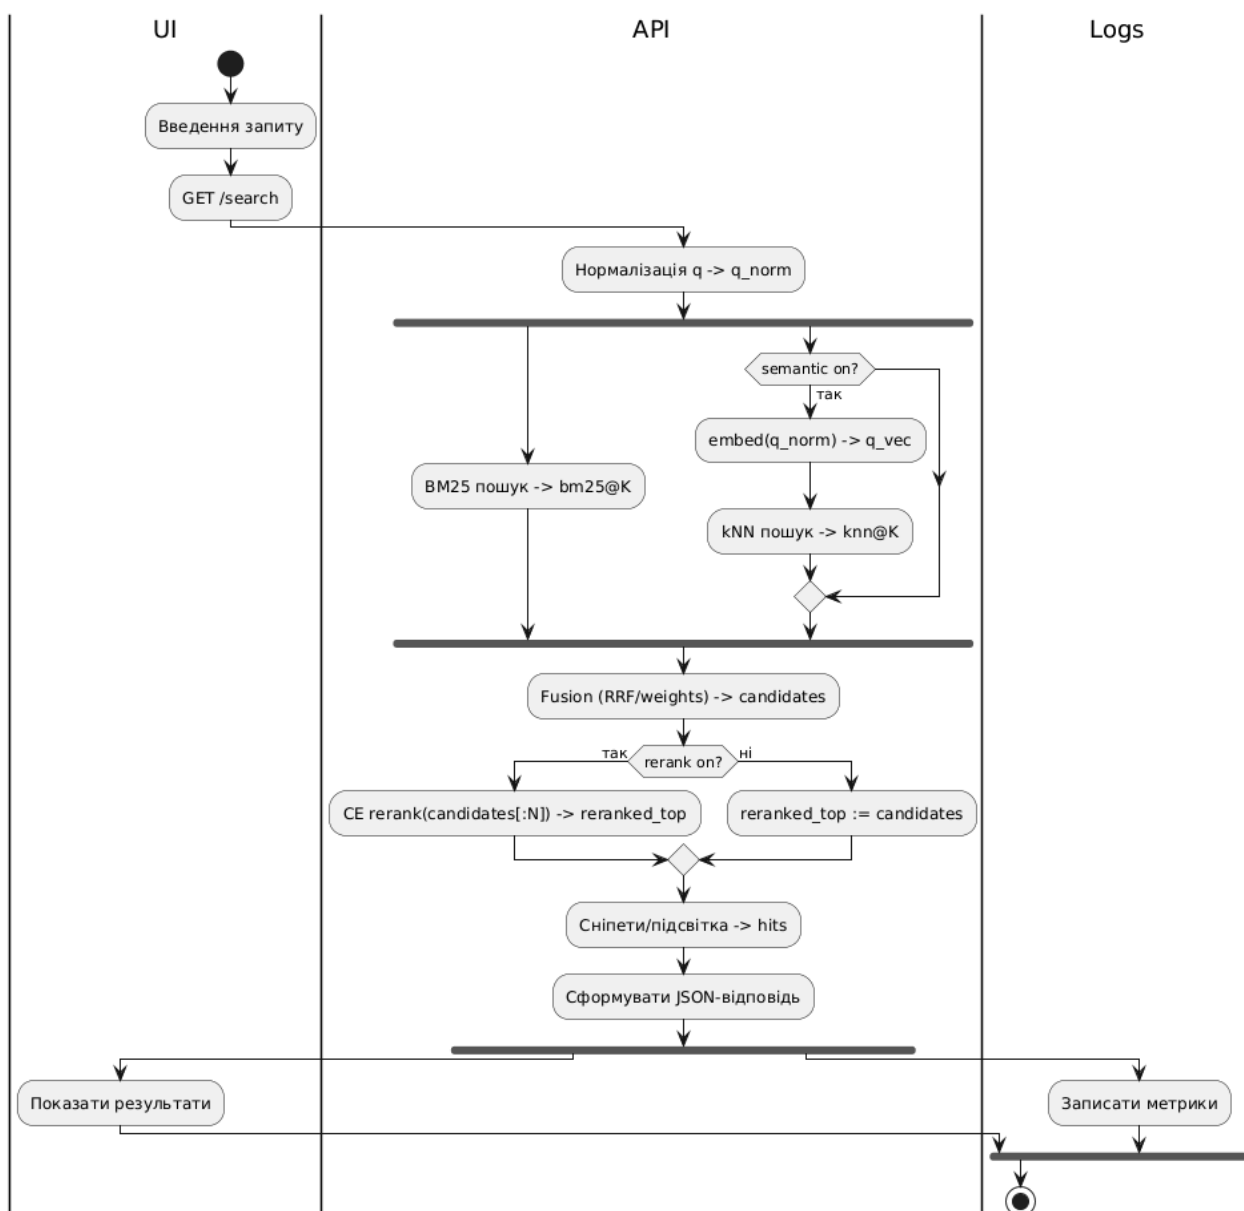 UI
API
Logs
Введення запиту
GET /search
Нормалізація q -> q_norm
semantic on?
так
embed(q_norm) -> q_vec
BM25 пошук -> bm25@K
kNN пошук -> knn@K
Fusion (RRF/weights) -> candidates
так
rerank on?
ні
CE rerank(candidates[:N]) -> reranked_top
reranked_top := candidates
Сніпети/підсвітка -> hits
Сформувати JSON-відповідь
Показати результати
Записати метрики